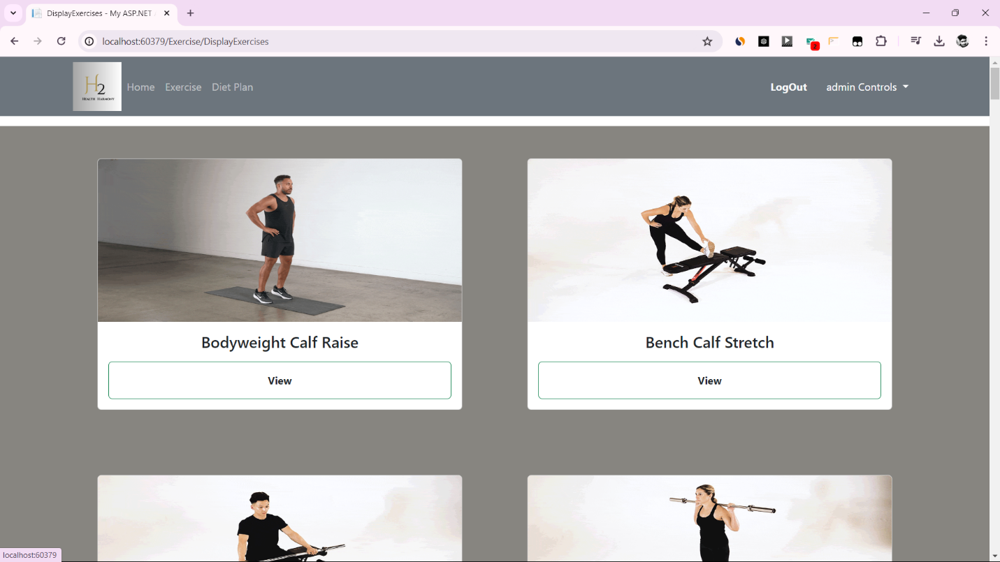 DisplayExercises - My ASP.NET
localhost:60379/Exercise/DisplayExercises
2
H2
HEALTH HARMONY
Home Exercise Diet Plan
LogOut admin Controls
Bodyweight Calf Raise
Bench Calf Stretch
View
View
localhost:60379